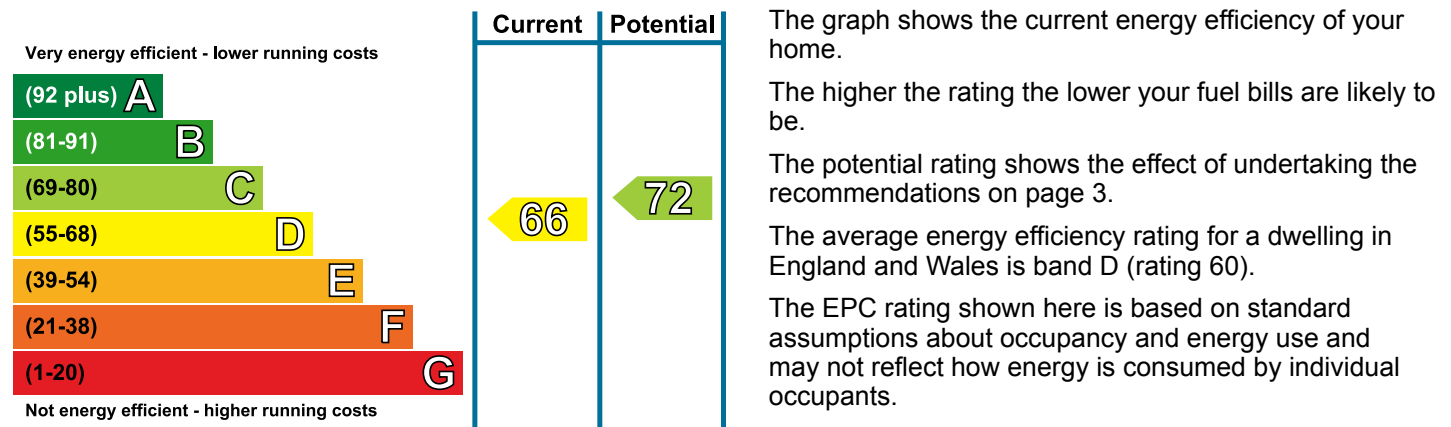 Current Potential
Very energy efficient - lower running costs
(92 plus) A
(81-91) B
(69-80) C
(55-68) D
(39-54) E
(21-38) F
(1-20) G
Not energy efficient - higher running costs
66
72
The graph shows the current energy efficiency of your
home.
The higher the rating the lower your fuel bills are likely to
be.
The potential rating shows the effect of undertaking the
recommendations on page 3.
The average energy efficiency rating for a dwelling in
England and Wales is band D (rating 60).
The EPC rating shown here is based on standard
assumptions about occupancy and energy use and
may not reflect how energy is consumed by individual
occupants.